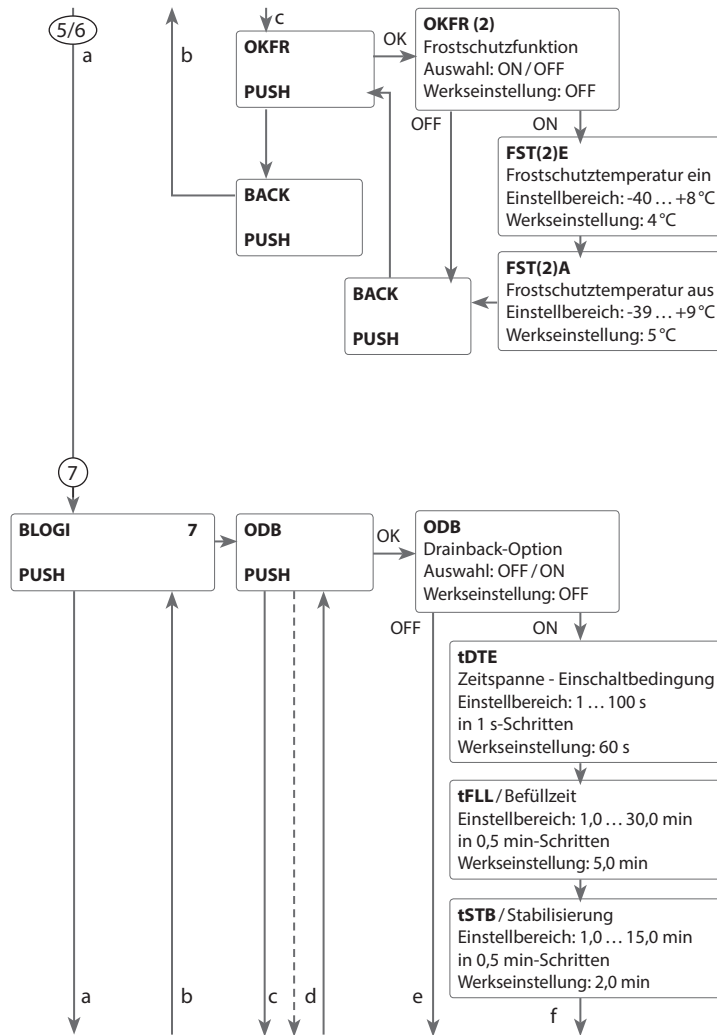 5/6
a
b
c
OKFR
PUSH
OK
OKFR (2)
Frostschutzfunktion
Auswahl: ON / OFF
Werkseinstellung: OFF
OFF
ON
FST(2)E
Frostschutztemperatur ein
Einstellbereich: -40 … +8 °C
Werkseinstellung: 4 °C
BACK
PUSH
FST(2)A
Frostschutztemperatur aus
Einstellbereich: -39 … +9 °C
Werkseinstellung: 5 °C
BACK
PUSH
7
BLOGI 7
PUSH
ODB
PUSH
OK
ODB
Drainback-Option
Auswahl: OFF / ON
Werkseinstellung: OFF
OFF
ON
tDTE
Zeitspanne - Einschaltbedingung
Einstellbereich: 1 … 100 s
in 1 s-Schritten
Werkseinstellung: 60 s
tFLL / Befüllzeit
Einstellbereich: 1,0 … 30,0 min
in 0,5 min-Schritten
Werkseinstellung: 5,0 min
tSTB / Stabilisierung
Einstellbereich: 1,0 … 15,0 min
in 0,5 min-Schritten
Werkseinstellung: 2,0 min
a
b
c
d
e
f